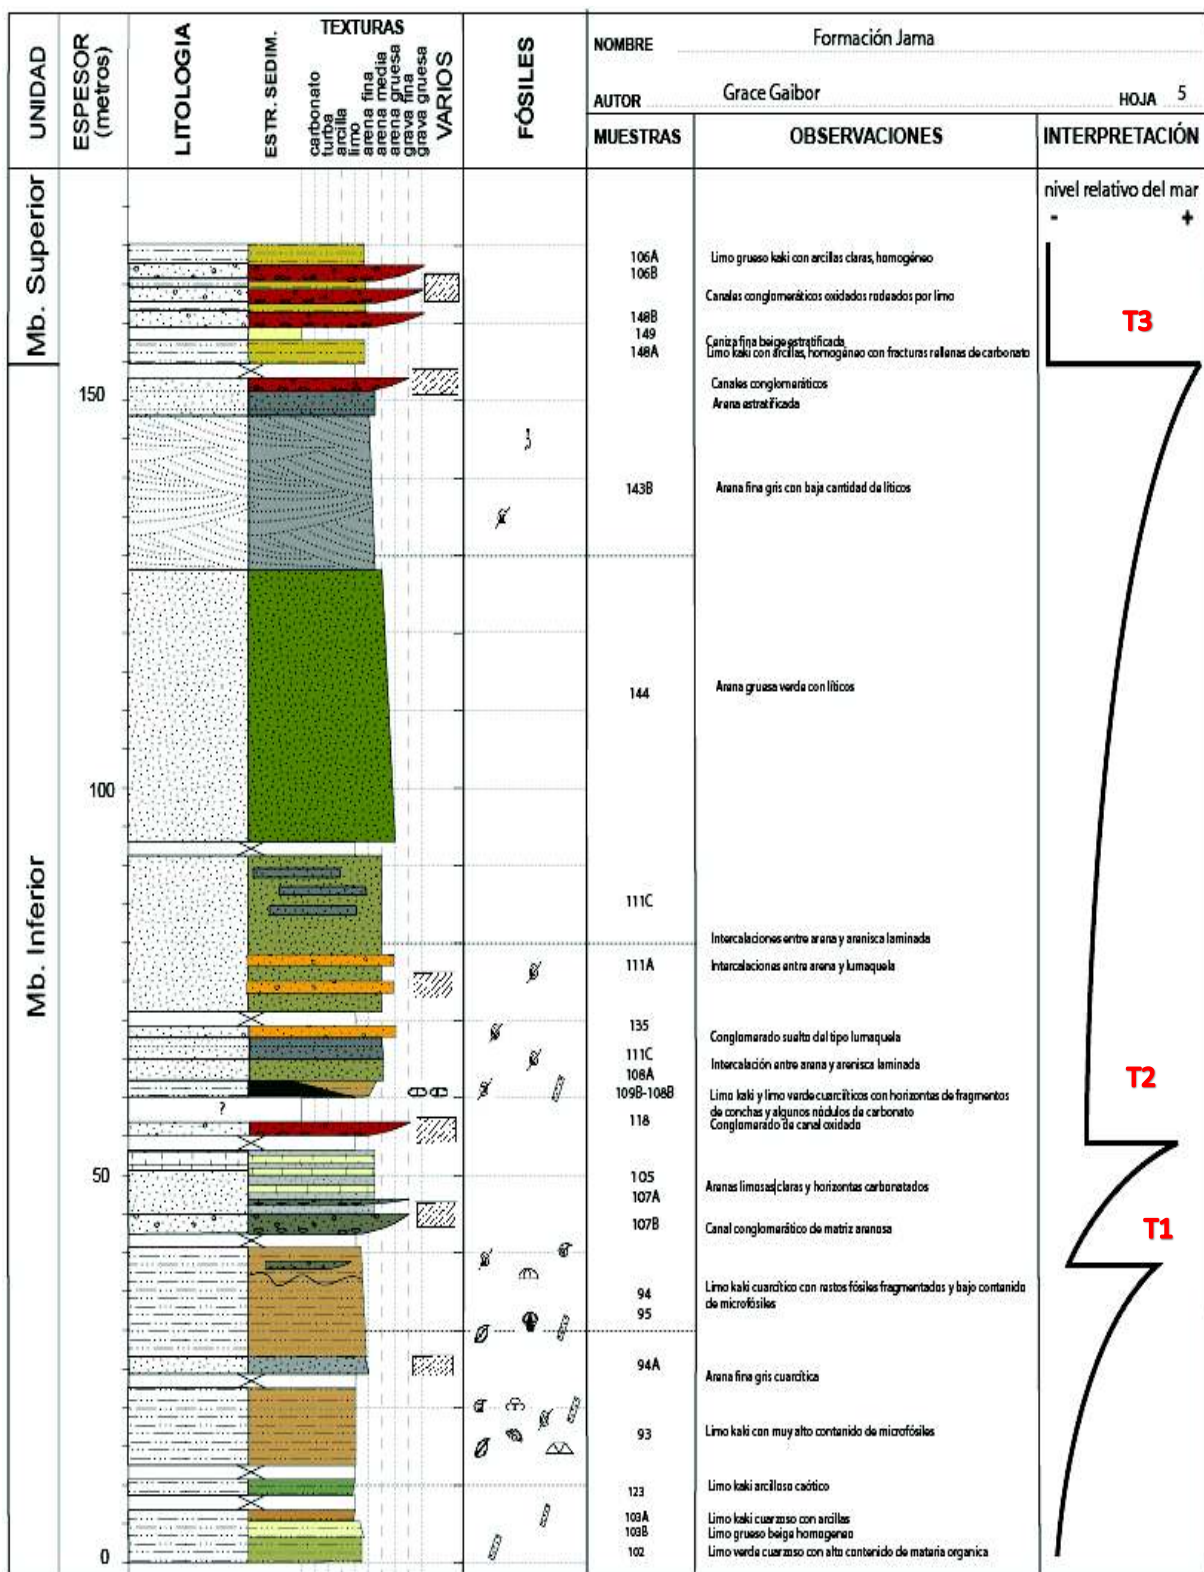 UNIDAD
ESPESOR
(metros)
LITOLOGIA
ESTR. SEDIM.
TEXTURAS
carbonato
turba
arcilla
limo
arena fina
arena media
arena gruesa
grava fina
grava gruesa
VARIOS
FÓSILES
NOMBRE Formación Jama
AUTOR Grace Gaibor HOJA 5
MUESTRAS OBSERVACIONES INTERPRETACIÓN
nivel relativo del mar
- +
Mb. Superior
106A Limo grueso kaki con arcillas claras, homogéneo
106B
Canales conglomeráticos oxidados rodeados por limo
148B
149 Ceniza fina beige estratificada
148A Limo kaki con arcillas, homogéneo con fracturas rellenas de carbonato
T3
Canales conglomeráticos
150
Arena estratificada
143B Arena fina gris con baja cantidad de líticos
144 Arena gruesa verde con líticos
100
Mb. Inferior
111C
Intercalaciones entre arena y arenisca laminada
111A Intercalaciones entre arena y lumaquela
135
Conglomerado suelto del tipo lumaquela
111C
Intercalación entre arena y arenisca laminada
108A
T2
109B-108B Limo kaki y limo verde cuarcíticos con horizontes de fragmentos
de conchas y algunos nódulos de carbonato
?
118 Conglomerado de canal oxidado
50
105
Arenas limosas claras y horizontes carbonatados
107A
107B Canal conglomerático de matriz arenosa
T1
94 Limo kaki cuarcítico con restos fósiles fragmentados y bajo contenido
de microfósiles
95
94A
Arena fina gris cuarcítica
93 Limo kaki con muy alto contenido de microfósiles
123 Limo kaki arcilloso caótico
103A Limo kaki cuarzoso con arcillas
103B Limo grueso beige homogeneo
0 102 Limo verde cuarzoso con alto contenido de materia organica